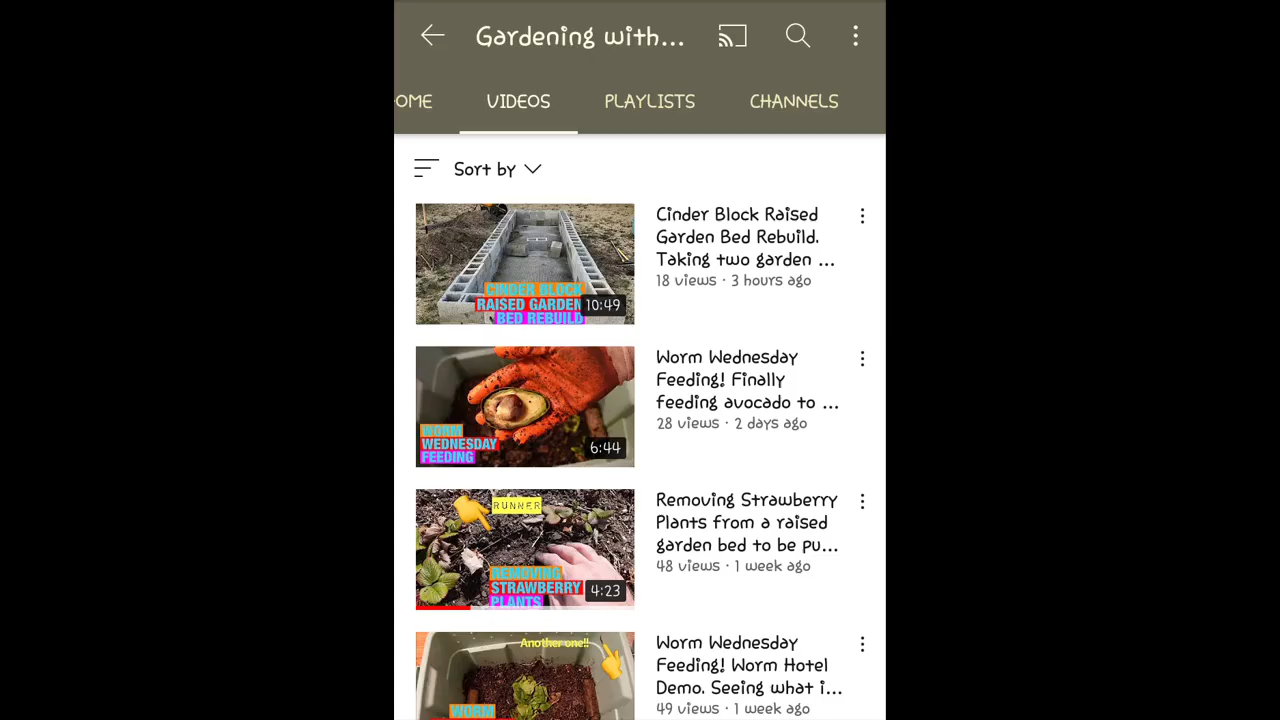 Gardening with...
OME VIDEOS PLAYLISTS CHANNELS
Sort by
CINDER BLOCK
RAISED GARDEN
BED REBUILD
10:49
Cinder Block Raised
Garden Bed Rebuild.
Taking two garden ...
18 views · 3 hours ago
WORM
WEDNESDAY
FEEDING
6:44
Worm Wednesday
Feeding! Finally
feeding avocado to ...
28 views · 2 days ago
RUNNER
REMOVING
STRAWBERRY
PLANTS
4:23
Removing Strawberry
Plants from a raised
garden bed to be pu...
48 views · 1 week ago
Another one!!
WORM
Worm Wednesday
Feeding! Worm Hotel
Demo. Seeing what i...
49 views · 1 week ago